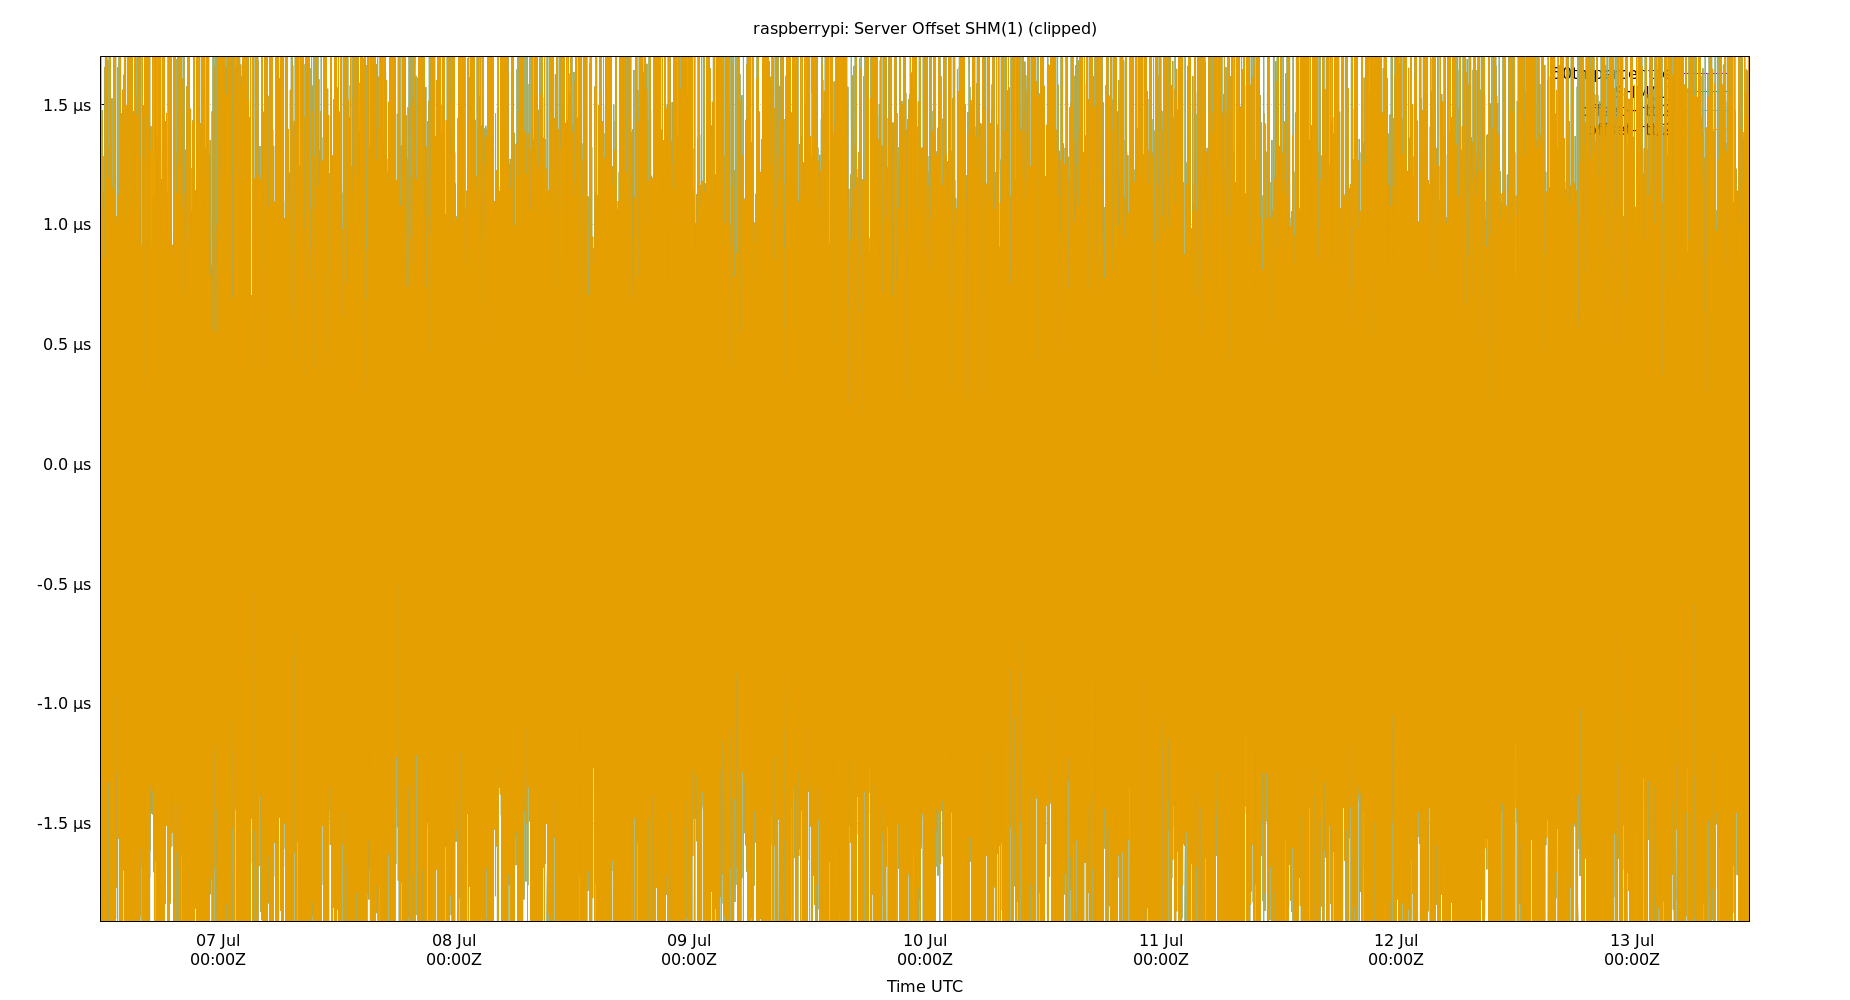 raspberrypi: Server Offset SHM(1) (clipped)
1.5 µs
1.0 µs
0.5 µs
0.0 µs
-0.5 µs
-1.0 µs
-1.5 µs
07 Jul 08 Jul 09 Jul 10 Jul 11 Jul 12 Jul 13 Jul
00:00Z 00:00Z 00:00Z 00:00Z 00:00Z 00:00Z 00:00Z
Time UTC